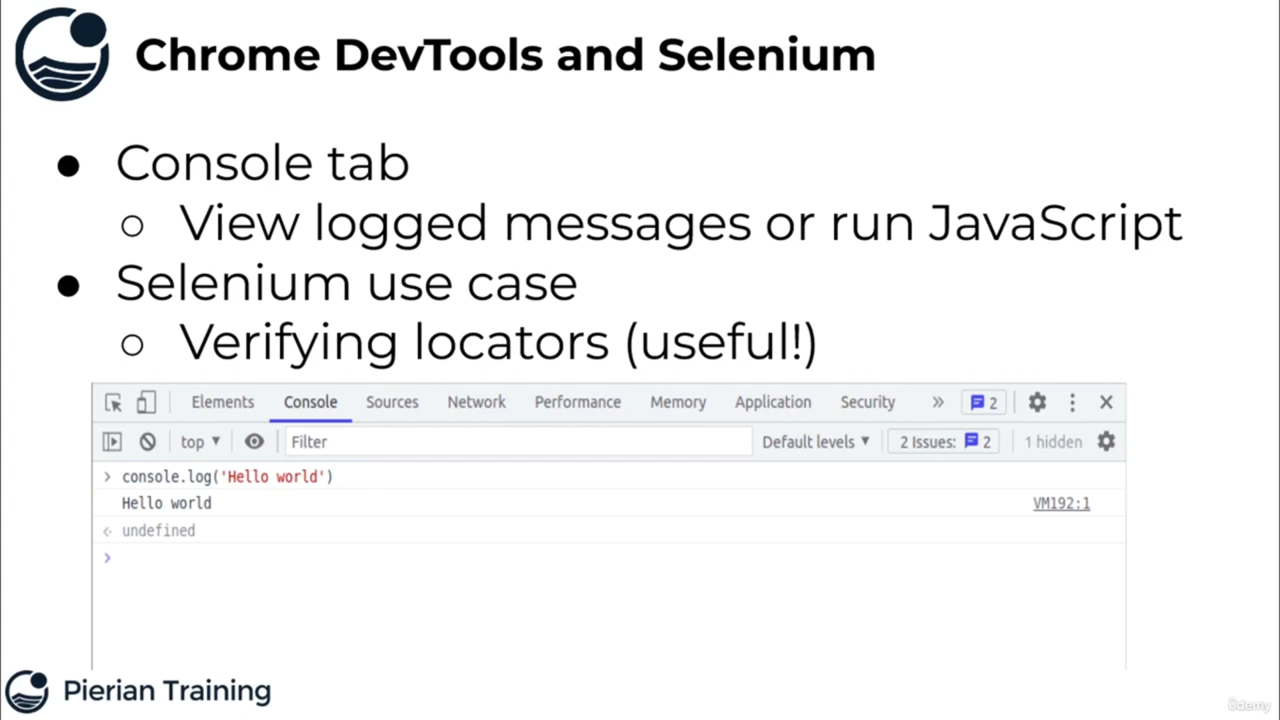 Chrome DevTools and Selenium
● Console tab
○ View logged messages or run JavaScript
● Selenium use case
○ Verifying locators (useful!)
Elements Console Sources Network Performance Memory Application Security » 2
top ▼ Filter Default levels ▼ 2 Issues: 2 1 hidden
> console.log('Hello world')
Hello world VM192:1
undefined
>
Pierian Training
ûdemy